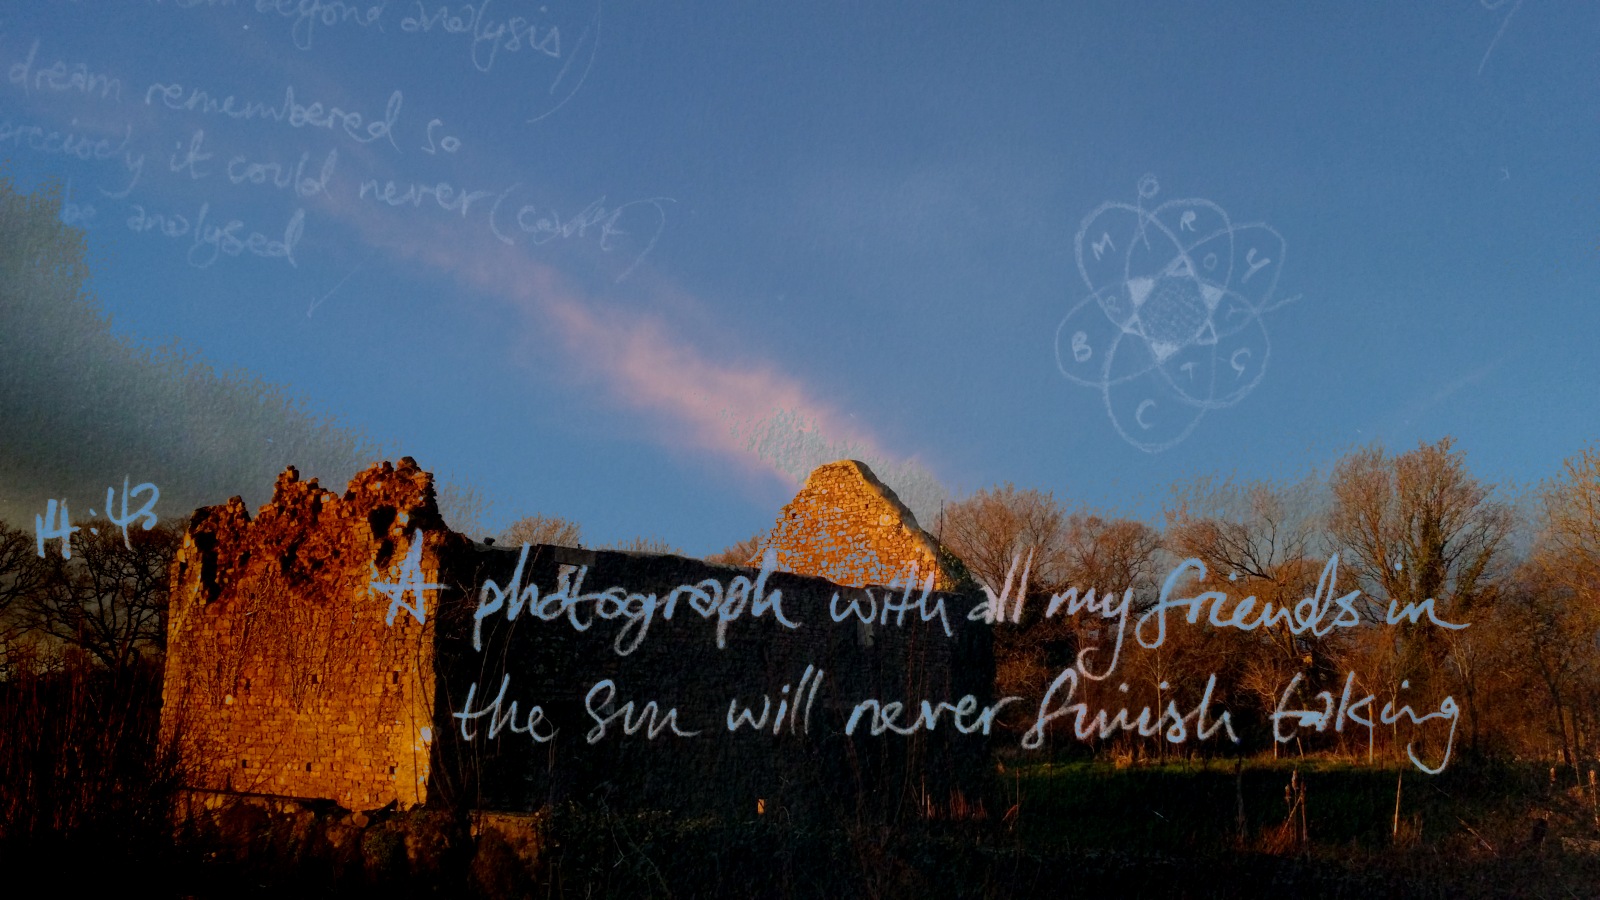 beyond analysis)
dream remembered so
preciously it could never (
be analysed
M I R O Y
B S T G
C
14:43
A photograph with all my friends in
the sun will never finish taking